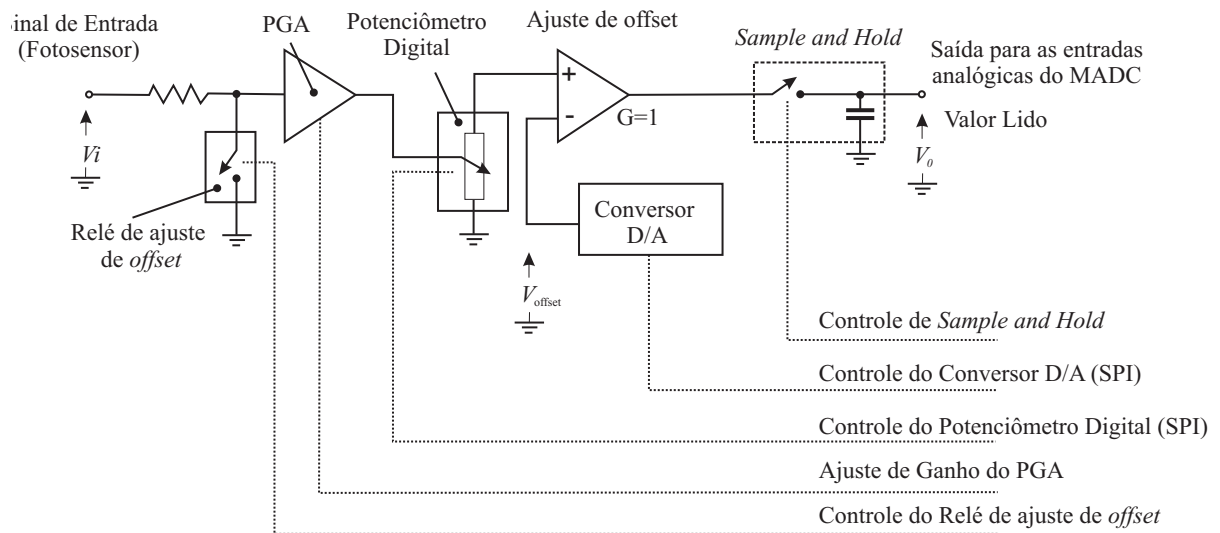 inal de Entrada
(Fotosensor)
PGA
Potenciômetro
Digital
Ajuste de offset
Sample and Hold
Saída para as entradas
analógicas do MADC
Valor Lido
Vi
+
-
G=1
V0
Relé de ajuste
de offset
Conversor
D/A
Voffset
Controle de Sample and Hold
Controle do Conversor D/A (SPI)
Controle do Potenciômetro Digital (SPI)
Ajuste de Ganho do PGA
Controle do Relé de ajuste de offset